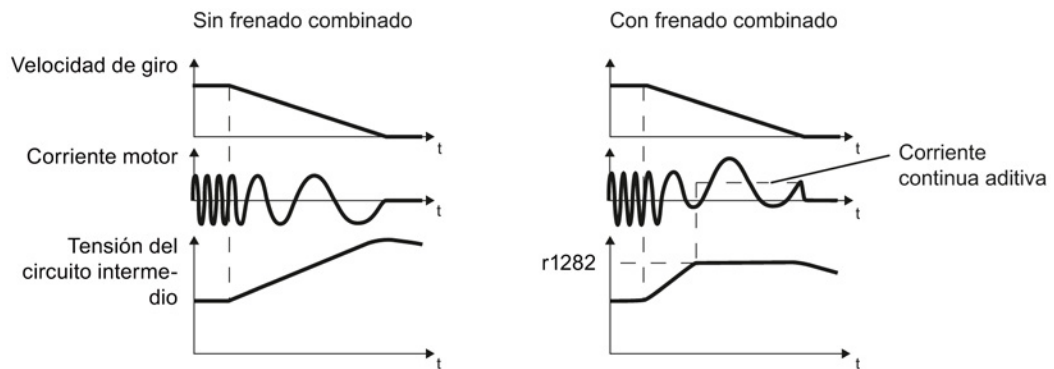 Sin frenado combinado
Con frenado combinado
Velocidad de giro
t
t
Corriente motor
t
t
Corriente
continua aditiva
Tensión del
circuito interme-
dio
t
r1282
t